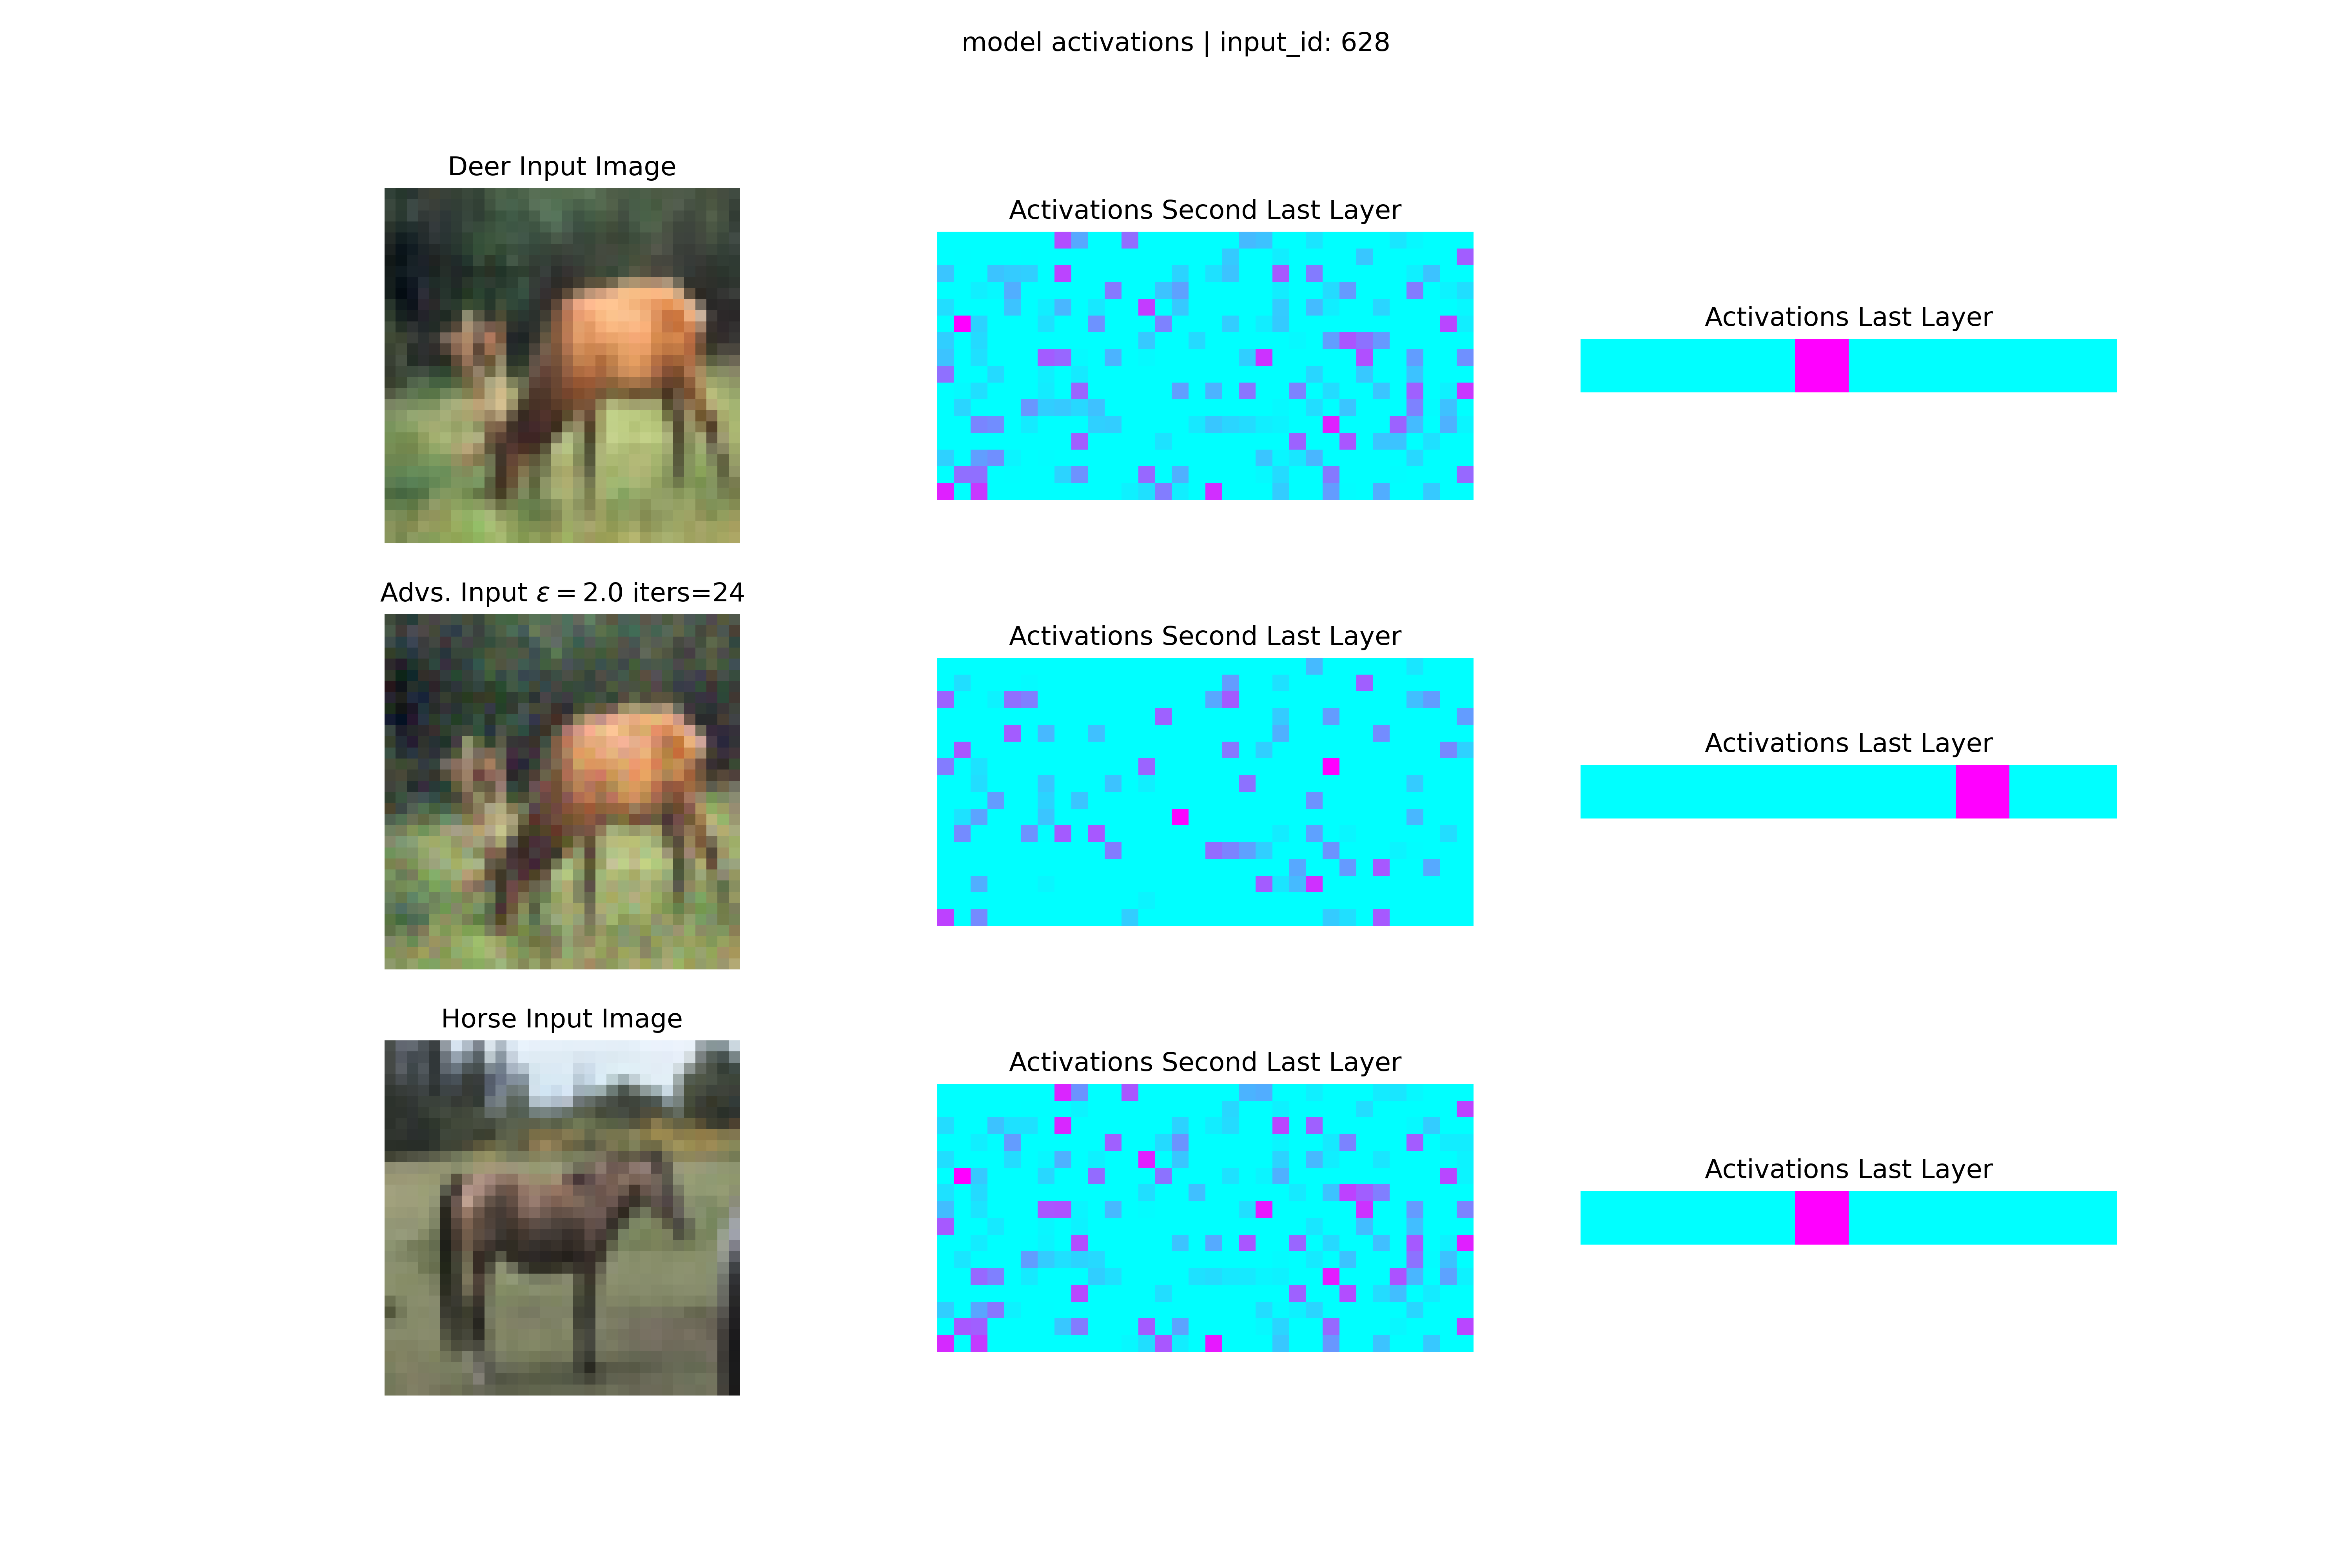 model activations | input_id: 628
Deer Input Image
Activations Second Last Layer
Activations Last Layer
Advs. Input ε = 2.0 iters=24
Activations Second Last Layer
Activations Last Layer
Horse Input Image
Activations Second Last Layer
Activations Last Layer